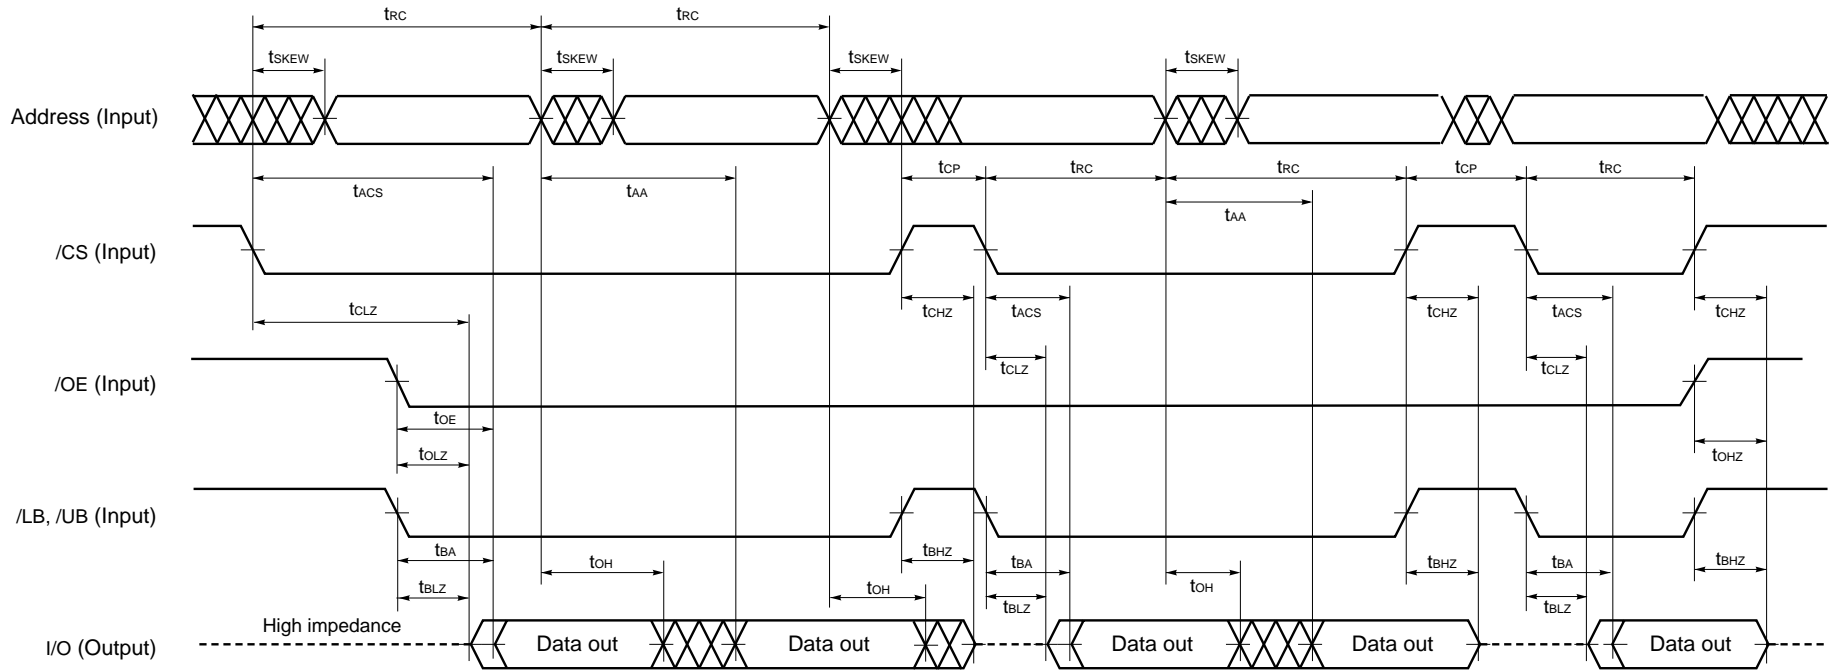 tRC tRC
tSKEW tSKEW tSKEW tSKEW
Address (Input)
tCP tRC tRC tCP tRC
tACS tAA
tAA
/CS (Input)
tCLZ tCHZ tACS tCHZ tACS tCHZ
tCLZ tCLZ
/OE (Input)
tOE
tOLZ tOHZ
/LB, /UB (Input)
tBA tOH tBHZ tBA tOH tBHZ tBA tBHZ
tBLZ tOH tBLZ tBLZ
High impedance
I/O (Output) Data out Data out Data out Data out Data out